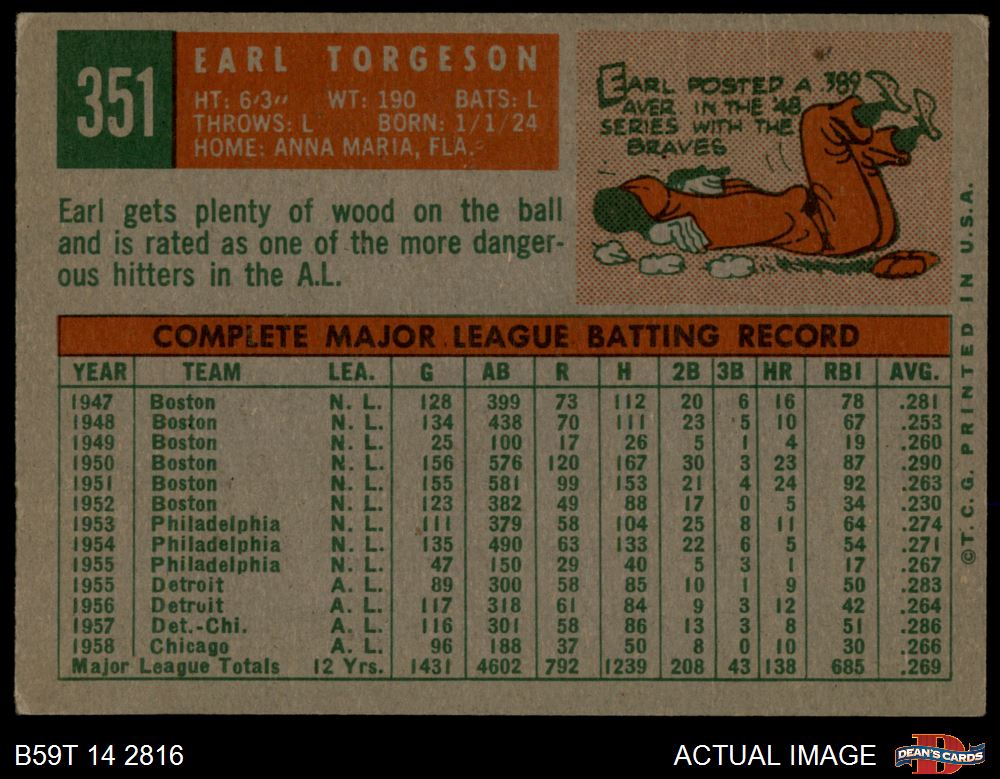 351
EARL TORGESON
HT: 6'3" WT: 190 BATS: L
THROWS: L BORN: 1/1/24
HOME: ANNA MARIA, FLA.
EARL POSTED A .389
AVER IN THE '48
SERIES WITH THE
BRAVES
Earl gets plenty of wood on the ball
and is rated as one of the more danger-
ous hitters in the A.L.
COMPLETE MAJOR LEAGUE BATTING RECORD
YEAR TEAM LEA. G AB R H 2B 3B HR RBI AVG.
1947 Boston N. L. 128 399 73 112 20 6 16 78 .281
1948 Boston N. L. 134 438 70 111 23 5 10 67 .253
1949 Boston N. L. 25 100 17 26 5 1 4 19 .260
1950 Boston N. L. 156 576 120 167 30 3 23 87 .290
1951 Boston N. L. 155 581 99 153 21 4 24 92 .263
1952 Boston N. L. 123 382 49 88 17 0 5 34 .230
1953 Philadelphia N. L. 111 379 58 104 25 8 11 64 .274
1954 Philadelphia N. L. 135 490 63 133 22 6 5 54 .271
1955 Philadelphia N. L. 47 150 29 40 5 3 1 17 .267
1955 Detroit A. L. 89 300 58 85 10 1 9 50 .283
1956 Detroit A. L. 117 318 61 84 9 3 12 42 .264
1957 Det.-Chi. A. L. 116 301 58 86 13 3 8 51 .286
1958 Chicago A. L. 96 188 37 50 8 0 10 30 .266
Major League Totals 12 Yrs. 1431 4602 792 1239 208 43 138 685 .269
©T. C. G. PRINTED IN U.S.A.
B59T 14 2816
ACTUAL IMAGE
DEAN'S CARDS